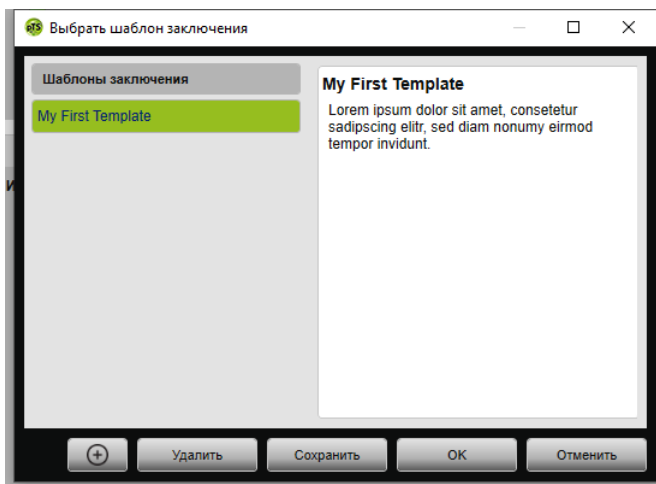 pTS Выбрать шаблон заключения
Шаблоны заключения
My First Template
My First Template
Lorem ipsum dolor sit amet, consetetur
sadipscing elitr, sed diam nonumy eirmod
tempor invidunt.
Удалить
Сохранить
OK
Отменить